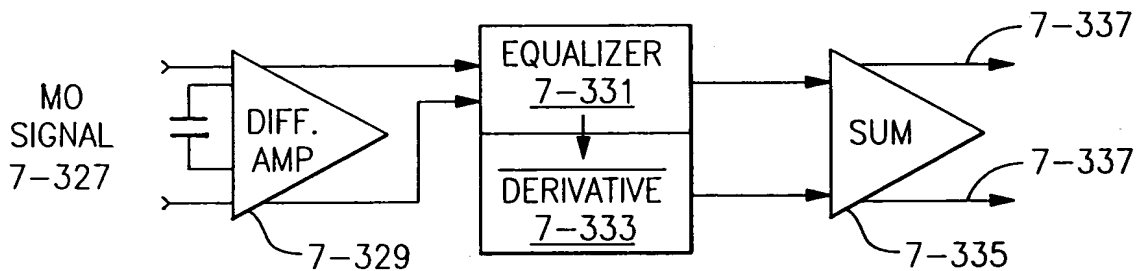 MO
SIGNAL
7-327
DIFF.
AMP
7-329
EQUALIZER
7-331
DERIVATIVE
7-333
SUM
7-335
7-337
7-337